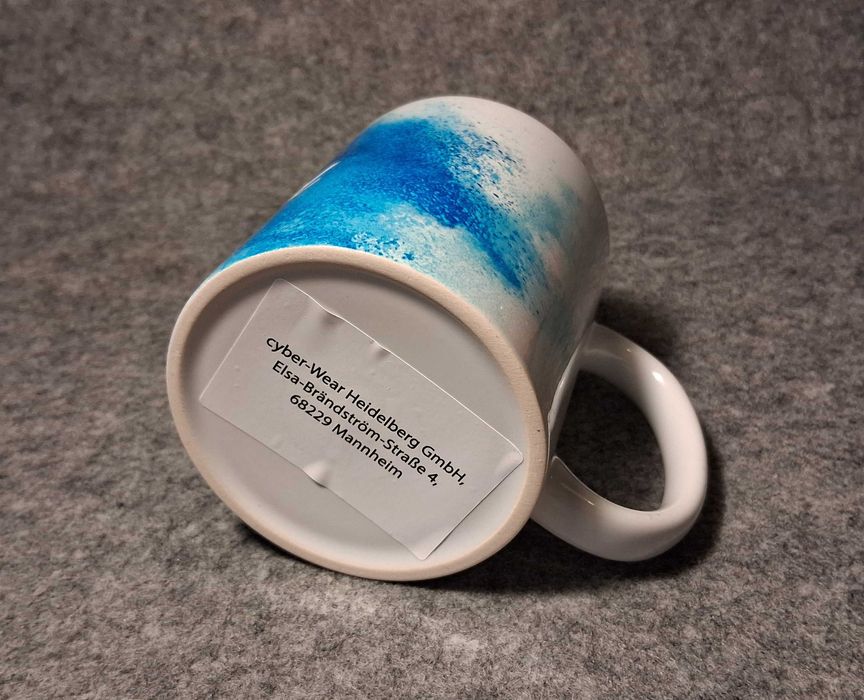 cyber-Wear Heidelberg GmbH,
Elsa-Brändström-Straße 4,
68229 Mannheim